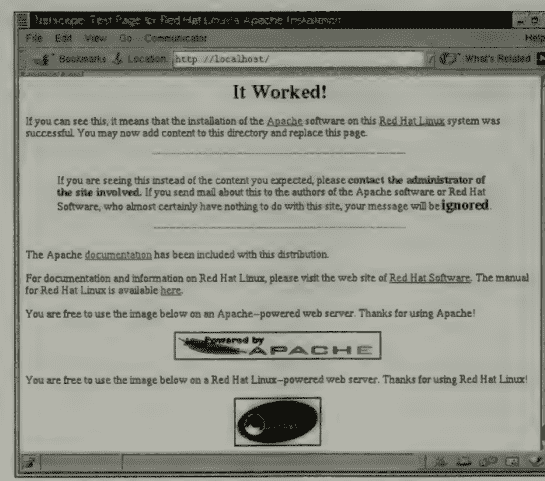 Netscape: Test Page for Red Hat Linux's Apache Installation
File Edit View Go Communicator Help
Bookmarks Location: http://localhost/ What's Related
It Worked!
If you can see this, it means that the installation of the Apache software on this Red Hat Linux system was
successful. You may now add content to this directory and replace this page.
If you are seeing this instead of the content you expected, please contact the administrator of
the site involved. If you send mail about this to the authors of the Apache software or Red Hat
Software, who almost certainly have nothing to do with this site, your message will be ignored.
The Apache documentation has been included with this distribution.
For documentation and information on Red Hat Linux, please visit the web site of Red Hat Software. The manual
for Red Hat Linux is available here.
You are free to use the image below on an Apache-powered web server. Thanks for using Apache!
Powered by
APACHE
You are free to use the image below on a Red Hat Linux-powered web server. Thanks for using Red Hat Linux!